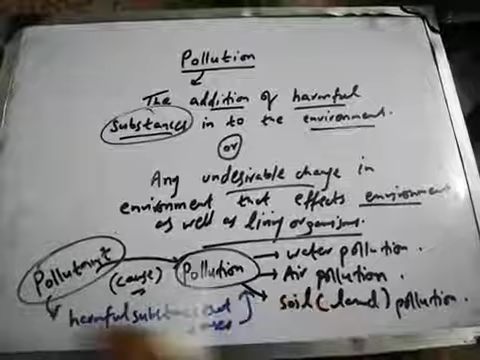 Pollution
The addition of harmful
substances in to the environment.
or
Any undesirable change in
environment that effects environment
as well as living organisms.
Pollutant (cause) Pollution → water pollution.
→ Air pollution.
→ Soil (land) pollution.
harmful substances that